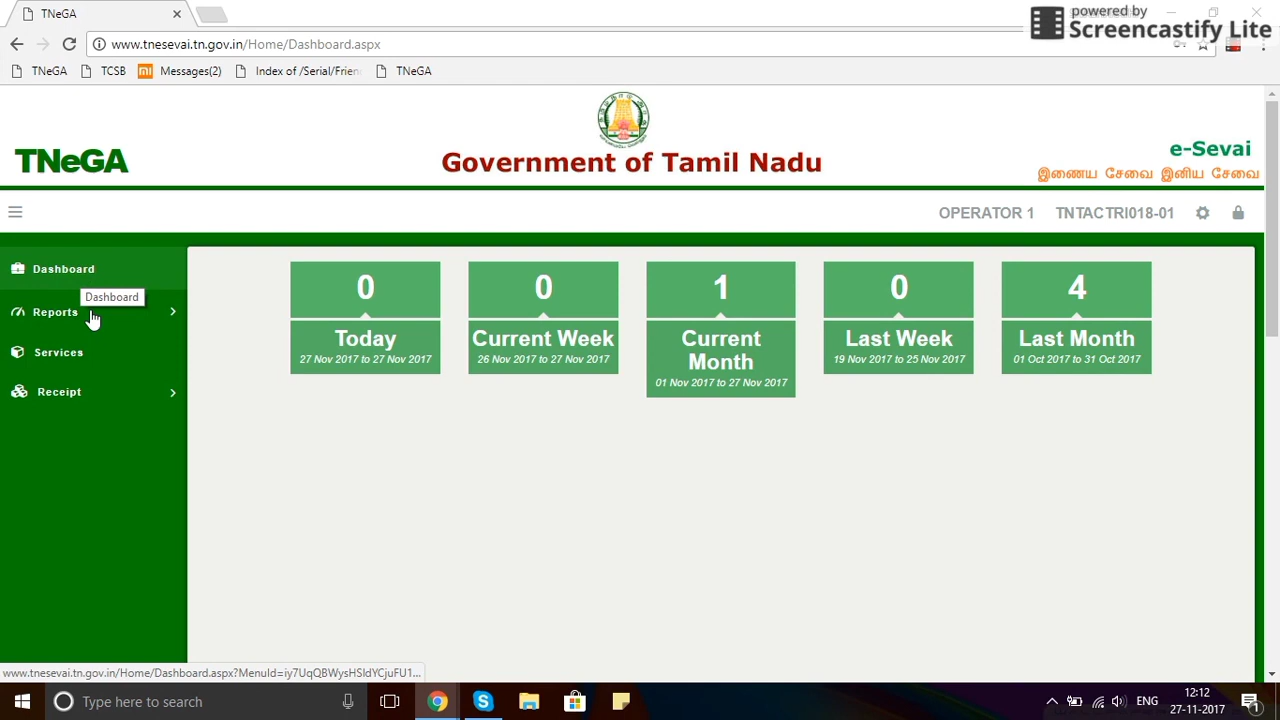 TNeGA
powered by
Screencastify Lite
www.tnesevai.tn.gov.in/Home/Dashboard.aspx
TNeGA TCSB Messages(2) Index of /Serial/Frien TNeGA
TNeGA
Government of Tamil Nadu
e-Sevai
இணைய சேவை இனிய சேவை
OPERATOR 1 TNTACTRI018-01
Dashboard
Dashboard
Reports
Services
Receipt
0
Today
27 Nov 2017 to 27 Nov 2017
0
Current Week
26 Nov 2017 to 27 Nov 2017
1
Current
Month
01 Nov 2017 to 27 Nov 2017
0
Last Week
19 Nov 2017 to 25 Nov 2017
4
Last Month
01 Oct 2017 to 31 Oct 2017
Type here to search
ENG
12:12
27-11-2017
1